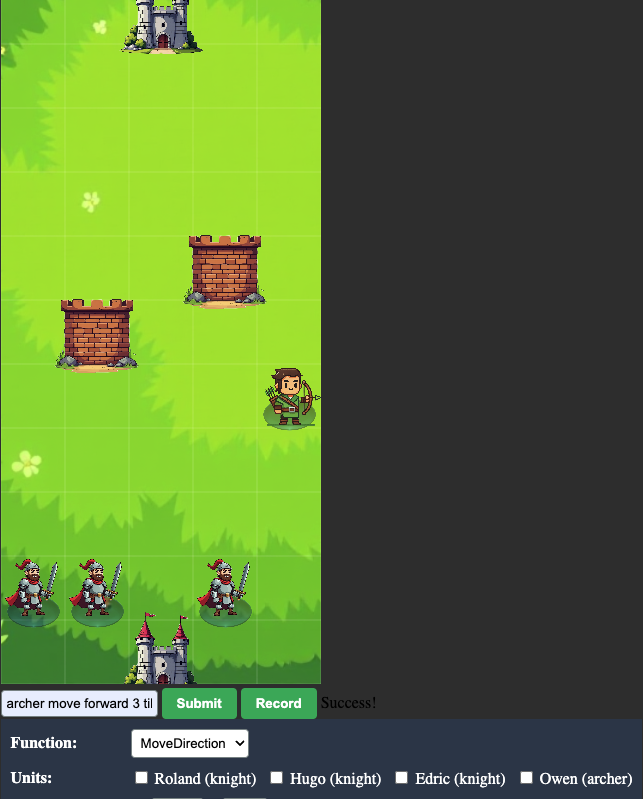 archer move forward 3 til
Submit
Record
Success!
Function:
MoveDirection
Units:
Roland (knight)
Hugo (knight)
Edric (knight)
Owen (archer)